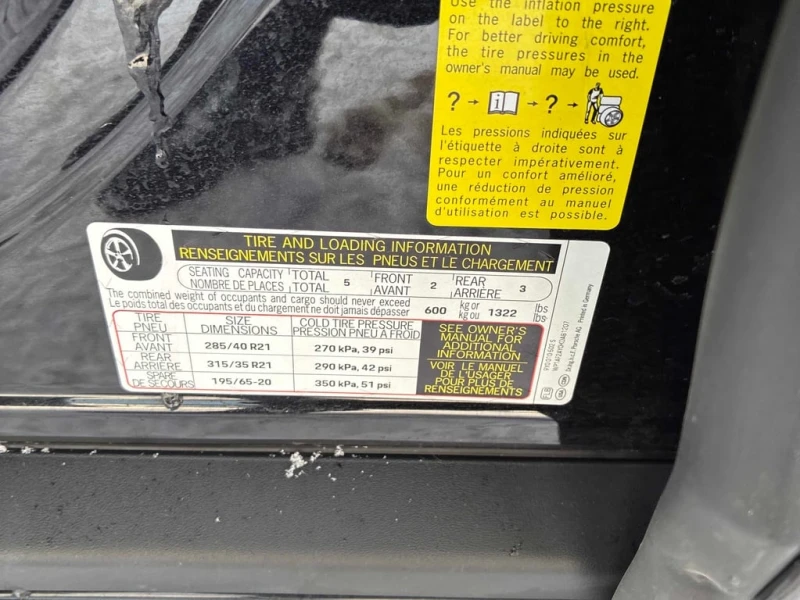 Use the inflation pressure
on the label to the right.
For better driving comfort,
the tire pressures in the
owner's manual may be used.
? → i → ? →
Les pressions indiquées sur
l'étiquette à droite sont à
respecter impérativement.
Pour un confort amélioré,
une réduction de pression
conformément au manuel
d'utilisation est possible.
TIRE AND LOADING INFORMATION
RENSEIGNEMENTS SUR LES PNEUS ET LE CHARGEMENT
SEATING CAPACITY TOTAL 5 FRONT 2 REAR 3
NOMBRE DE PLACES TOTAL AVANT ARRIÈRE
The combined weight of occupants and cargo should never exceed 600 kg or 1322 lbs
Le poids total des occupants et du chargement ne doit jamais dépasser kg ou lbs
TIRE SIZE COLD TIRE PRESSURE
PNEU DIMENSIONS PRESSION PNEU A FROID
FRONT
AVANT 285/40 R21 270 kPa, 39 psi
REAR
ARRIÈRE 315/35 R21 290 kPa, 42 psi
SPARE
DE SECOURS 195/65-20 350 kPa, 51 psi
SEE OWNER'S
MANUAL FOR
ADDITIONAL
INFORMATION
VOIR LE MANUEL
DE L'USAGER
POUR PLUS DE
RENSEIGNEMENTS
Printed in Germany